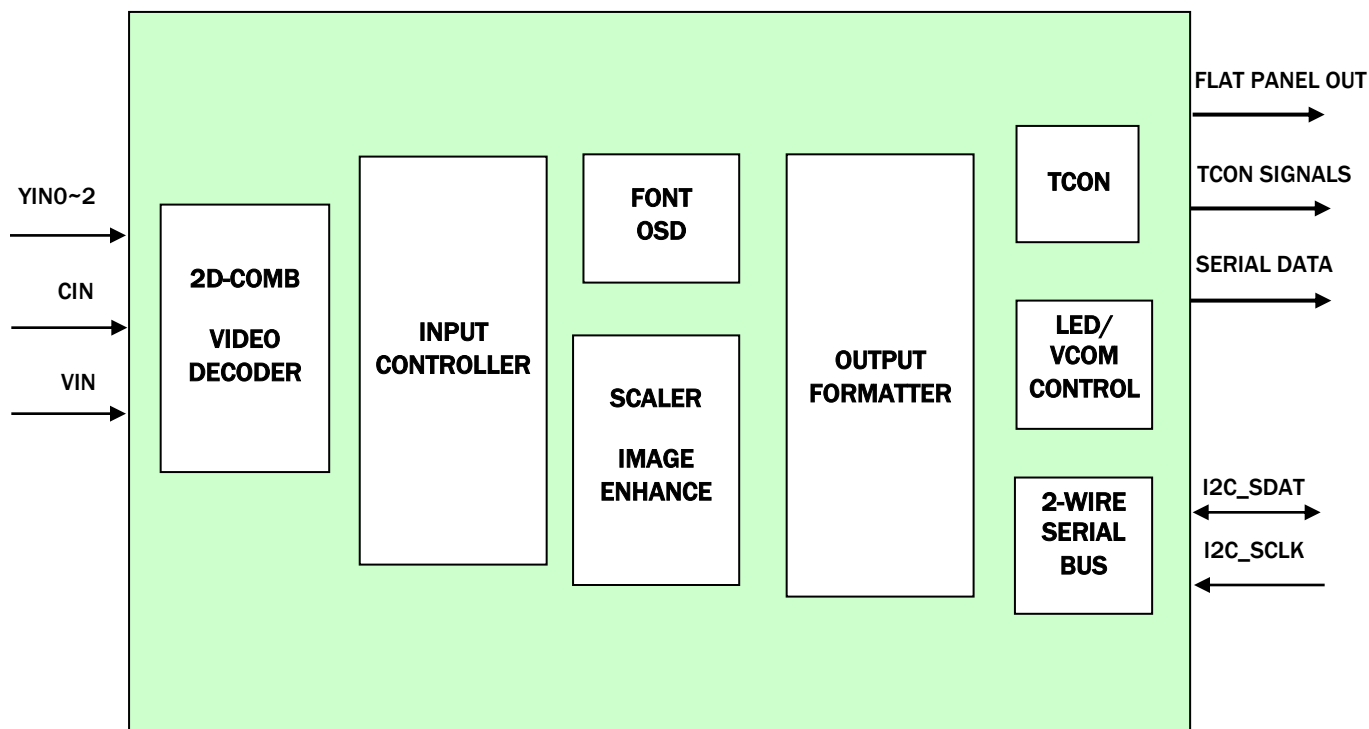 YIN0~2
CIN
VIN
2D-COMB
VIDEO
DECODER
INPUT
CONTROLLER
FONT
OSD
SCALER
IMAGE
ENHANCE
OUTPUT
FORMATTER
TCON
LED/
VCOM
CONTROL
2-WIRE
SERIAL
BUS
FLAT PANEL OUT
TCON SIGNALS
SERIAL DATA
I2C_SDAT
I2C_SCLK